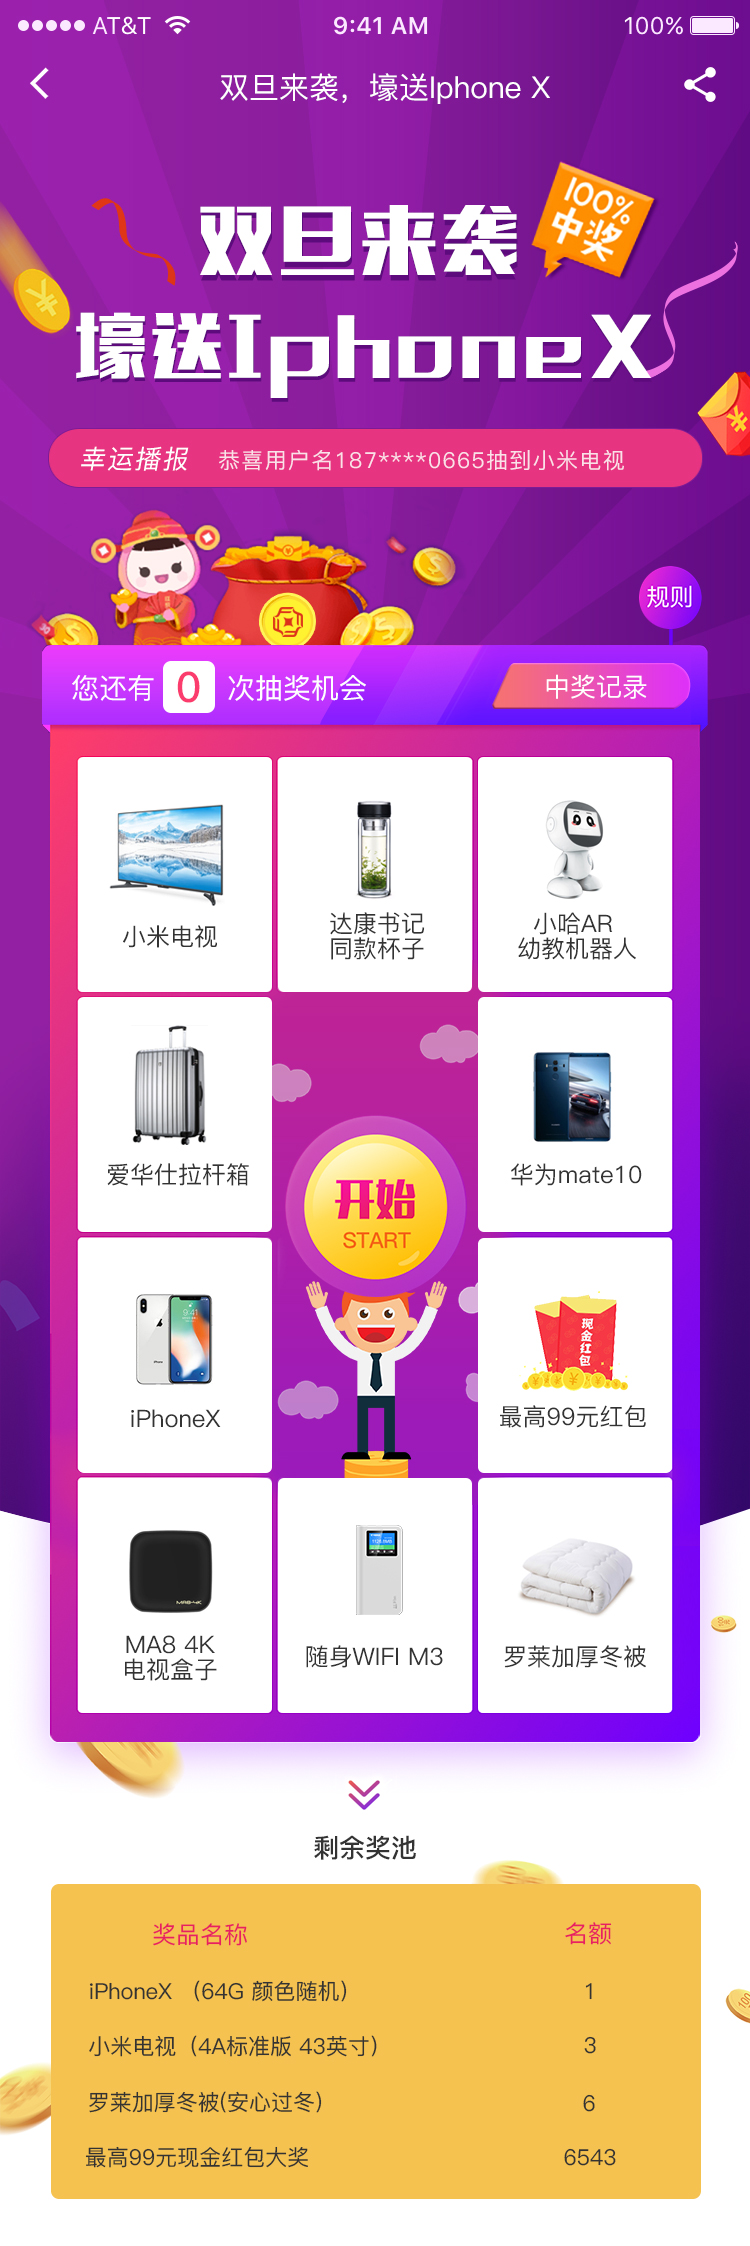 AT&T
9:41 AM
100%
双旦来袭，壕送Iphone X
100%
中奖
双旦来袭
壕送IphoneX
幸运播报 恭喜用户名187****0665抽到小米电视
规则
您还有 0 次抽奖机会
中奖记录
小米电视
达康书记
同款杯子
小哈AR
幼教机器人
爱华仕拉杆箱
华为mate10
开始
START
iPhoneX
现金红包
最高99元红包
MA8-4K
MA8 4K
电视盒子
随身WIFI M3
罗莱加厚冬被
剩余奖池
奖品名称 名额
iPhoneX （64G 颜色随机） 1
小米电视（4A标准版 43英寸） 3
罗莱加厚冬被(安心过冬) 6
最高99元现金红包大奖 6543